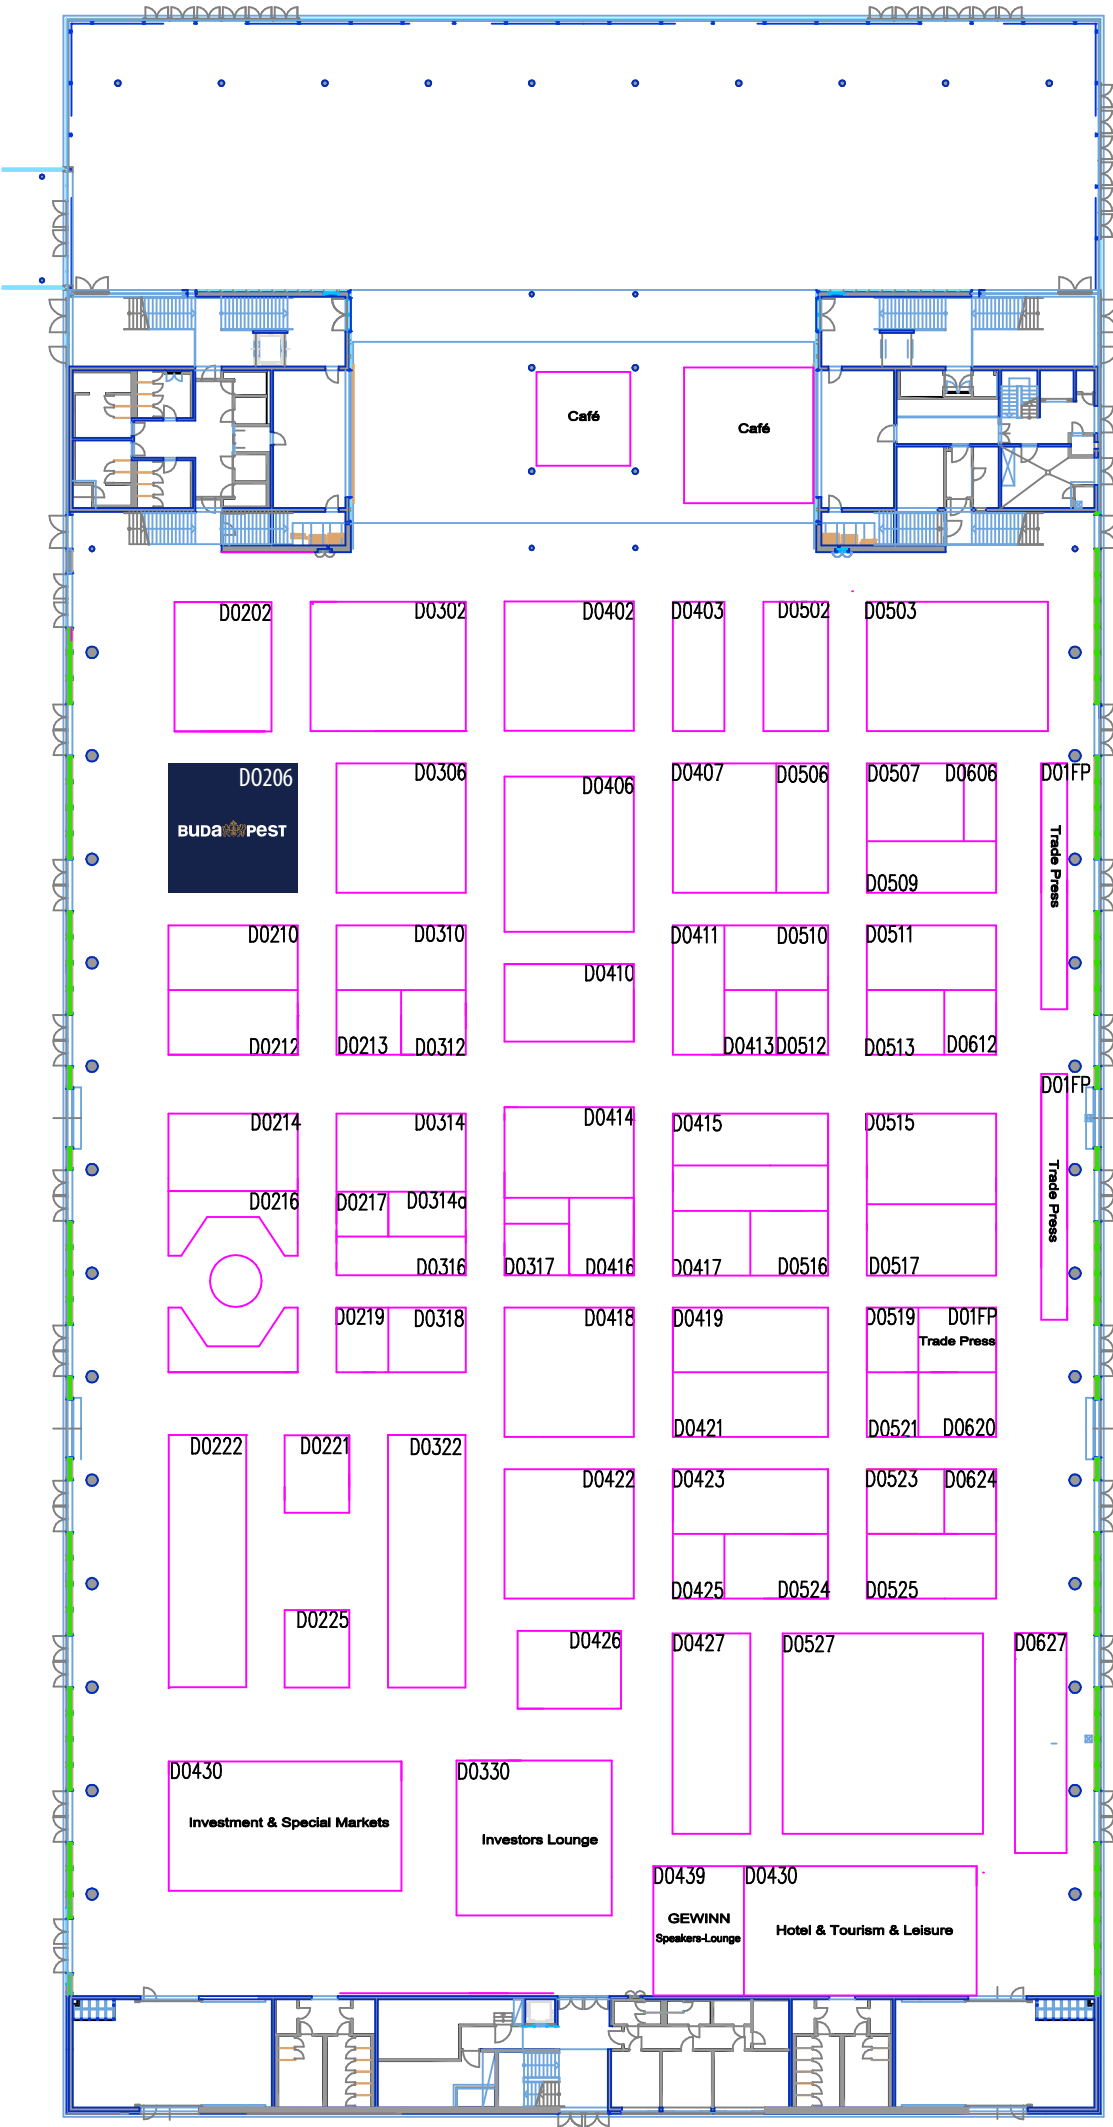 Café
Café
D0202
D0302
D0402
D0403
D0502
D0503
D0206
BUDAPEST
D0306
D0406
D0407
D0506
D0507
D0606
D01FP
Trade Press
D0509
D0210
D0310
D0410
D0411
D0510
D0511
D0212
D0213
D0312
D0413
D0512
D0513
D0612
D01FP
Trade Press
D0214
D0314
D0414
D0415
D0515
D0216
D0217
D0314a
D0316
D0317
D0416
D0417
D0516
D0517
D0219
D0318
D0418
D0419
D0519
D01FP
Trade Press
D0421
D0521
D0620
D0222
D0221
D0322
D0422
D0423
D0523
D0624
D0225
D0425
D0524
D0525
D0426
D0427
D0527
D0627
D0430
Investment & Special Markets
D0330
Investors Lounge
D0439
GEWINN
Speakers-Lounge
D0430
Hotel & Tourism & Leisure